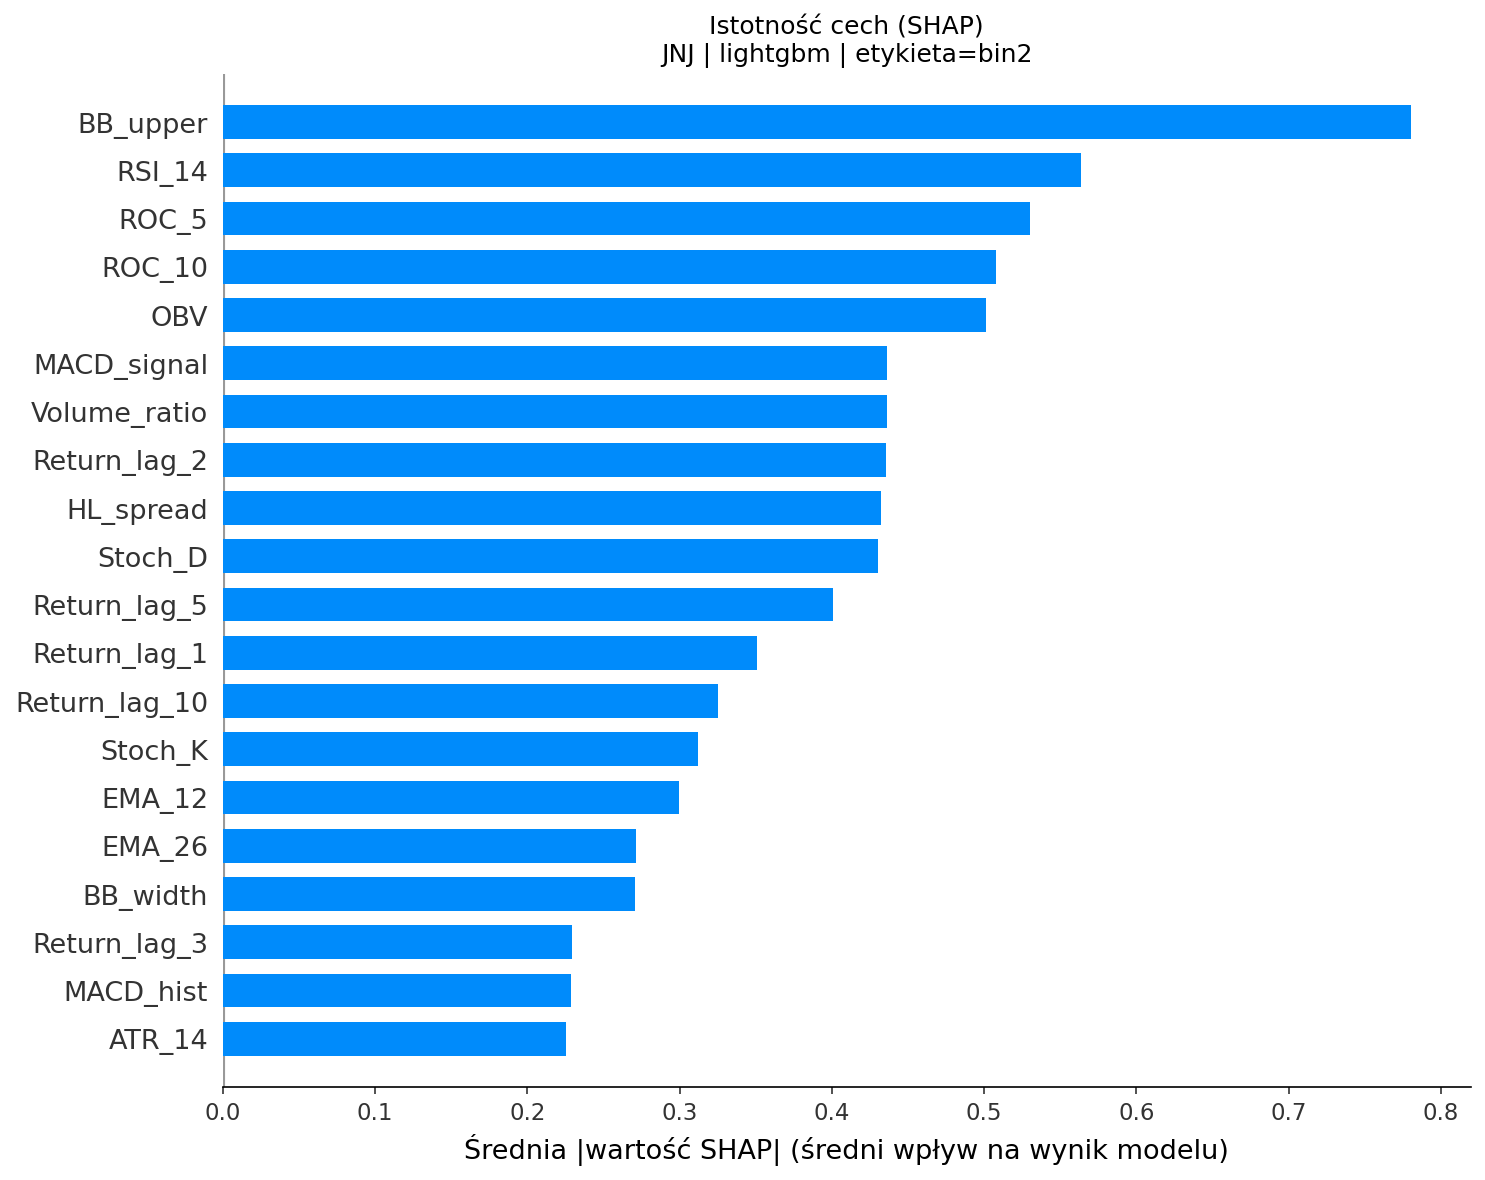 Istotność cech (SHAP)
JNJ | lightgbm | etykieta=bin2
BB_upper
RSI_14
ROC_5
ROC_10
OBV
MACD_signal
Volume_ratio
Return_lag_2
HL_spread
Stoch_D
Return_lag_5
Return_lag_1
Return_lag_10
Stoch_K
EMA_12
EMA_26
BB_width
Return_lag_3
MACD_hist
ATR_14
0.0 0.1 0.2 0.3 0.4 0.5 0.6 0.7 0.8
Średnia |wartość SHAP| (średni wpływ na wynik modelu)